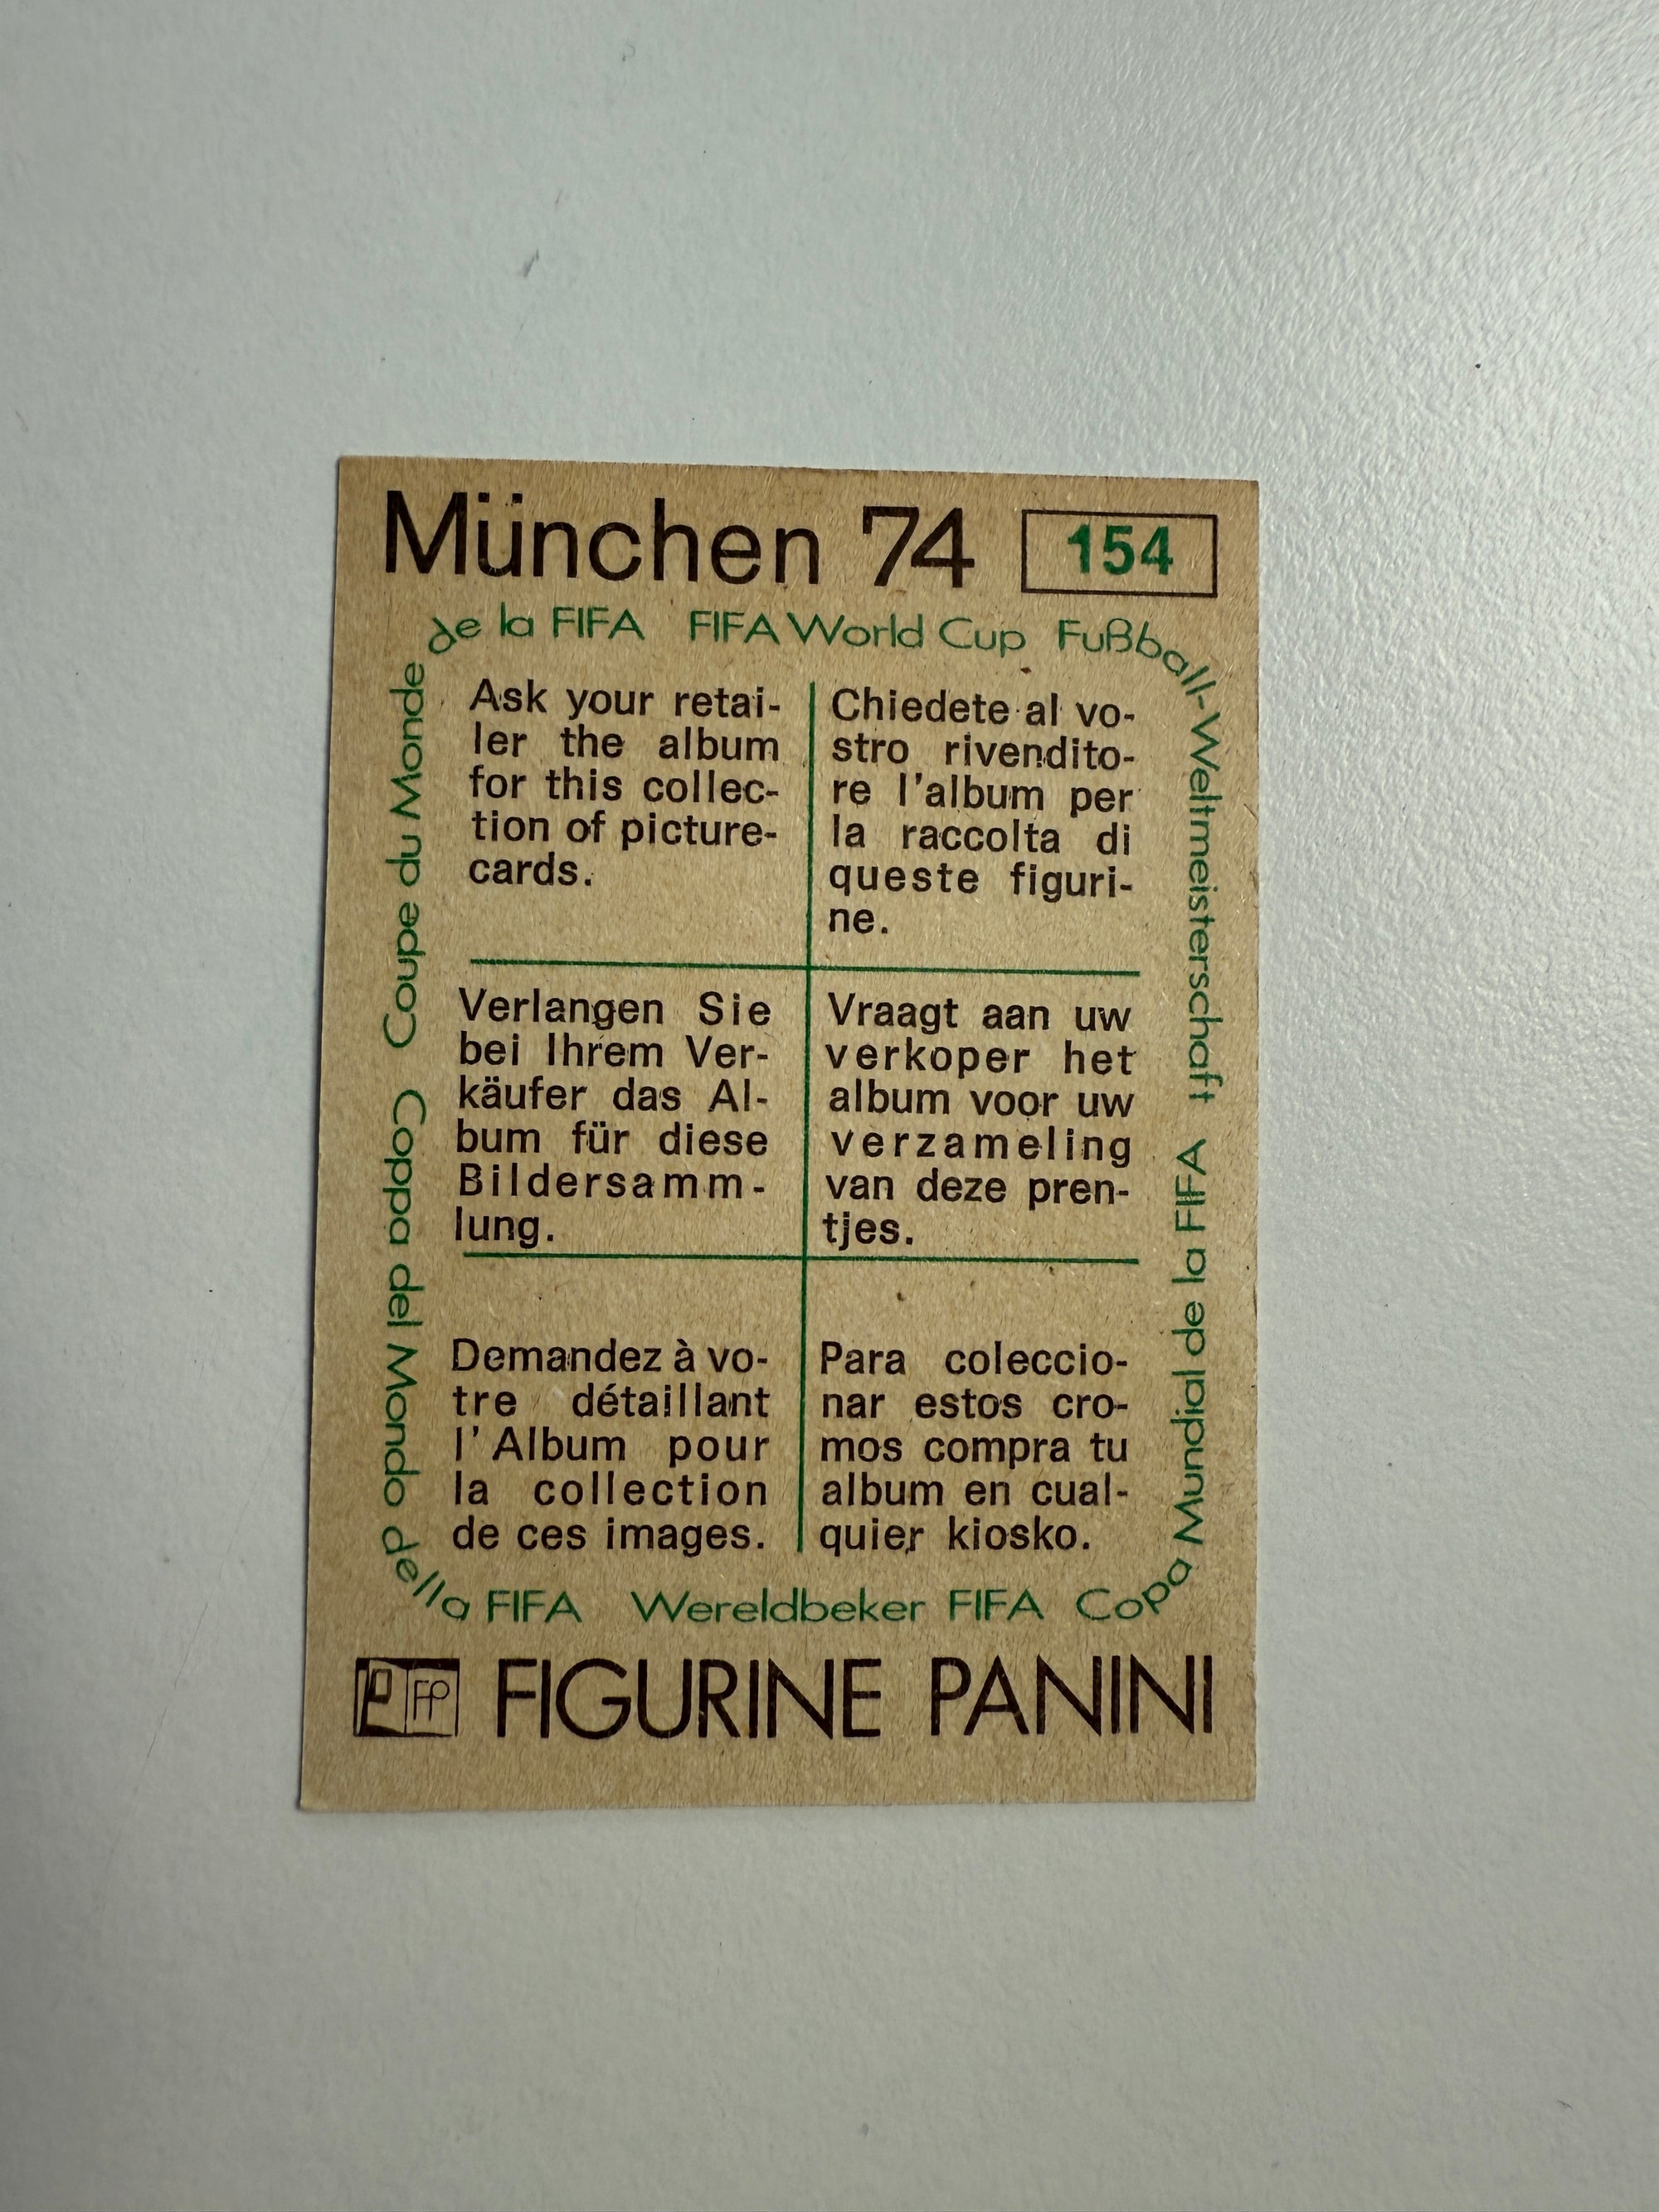 München 74
154
de la FIFA FIFA World Cup Fußball-Weltmeisterschaft
Ask your retai-
ler the album
for this collec-
tion of picture-
cards.
Chiedete al vo-
stro rivendito-
re l'album per
la raccolta di
queste figuri-
ne.
Verlangen Sie
bei Ihrem Ver-
käufer das Al-
bum für diese
Bildersamm-
lung.
Vraagt aan uw
verkoper het
album voor uw
verzameling
van deze pren-
tjes.
Demandez à vo-
tre détaillant
l'Album pour
la collection
de ces images.
Para coleccio-
nar estos cro-
mos compra tu
album en cual-
quier kiosko.
Copa Mundial de la FIFA
Wereldbeker FIFA
Coppa del Mondo della FIFA
Coupe du Monde
FP
FIGURINE PANINI